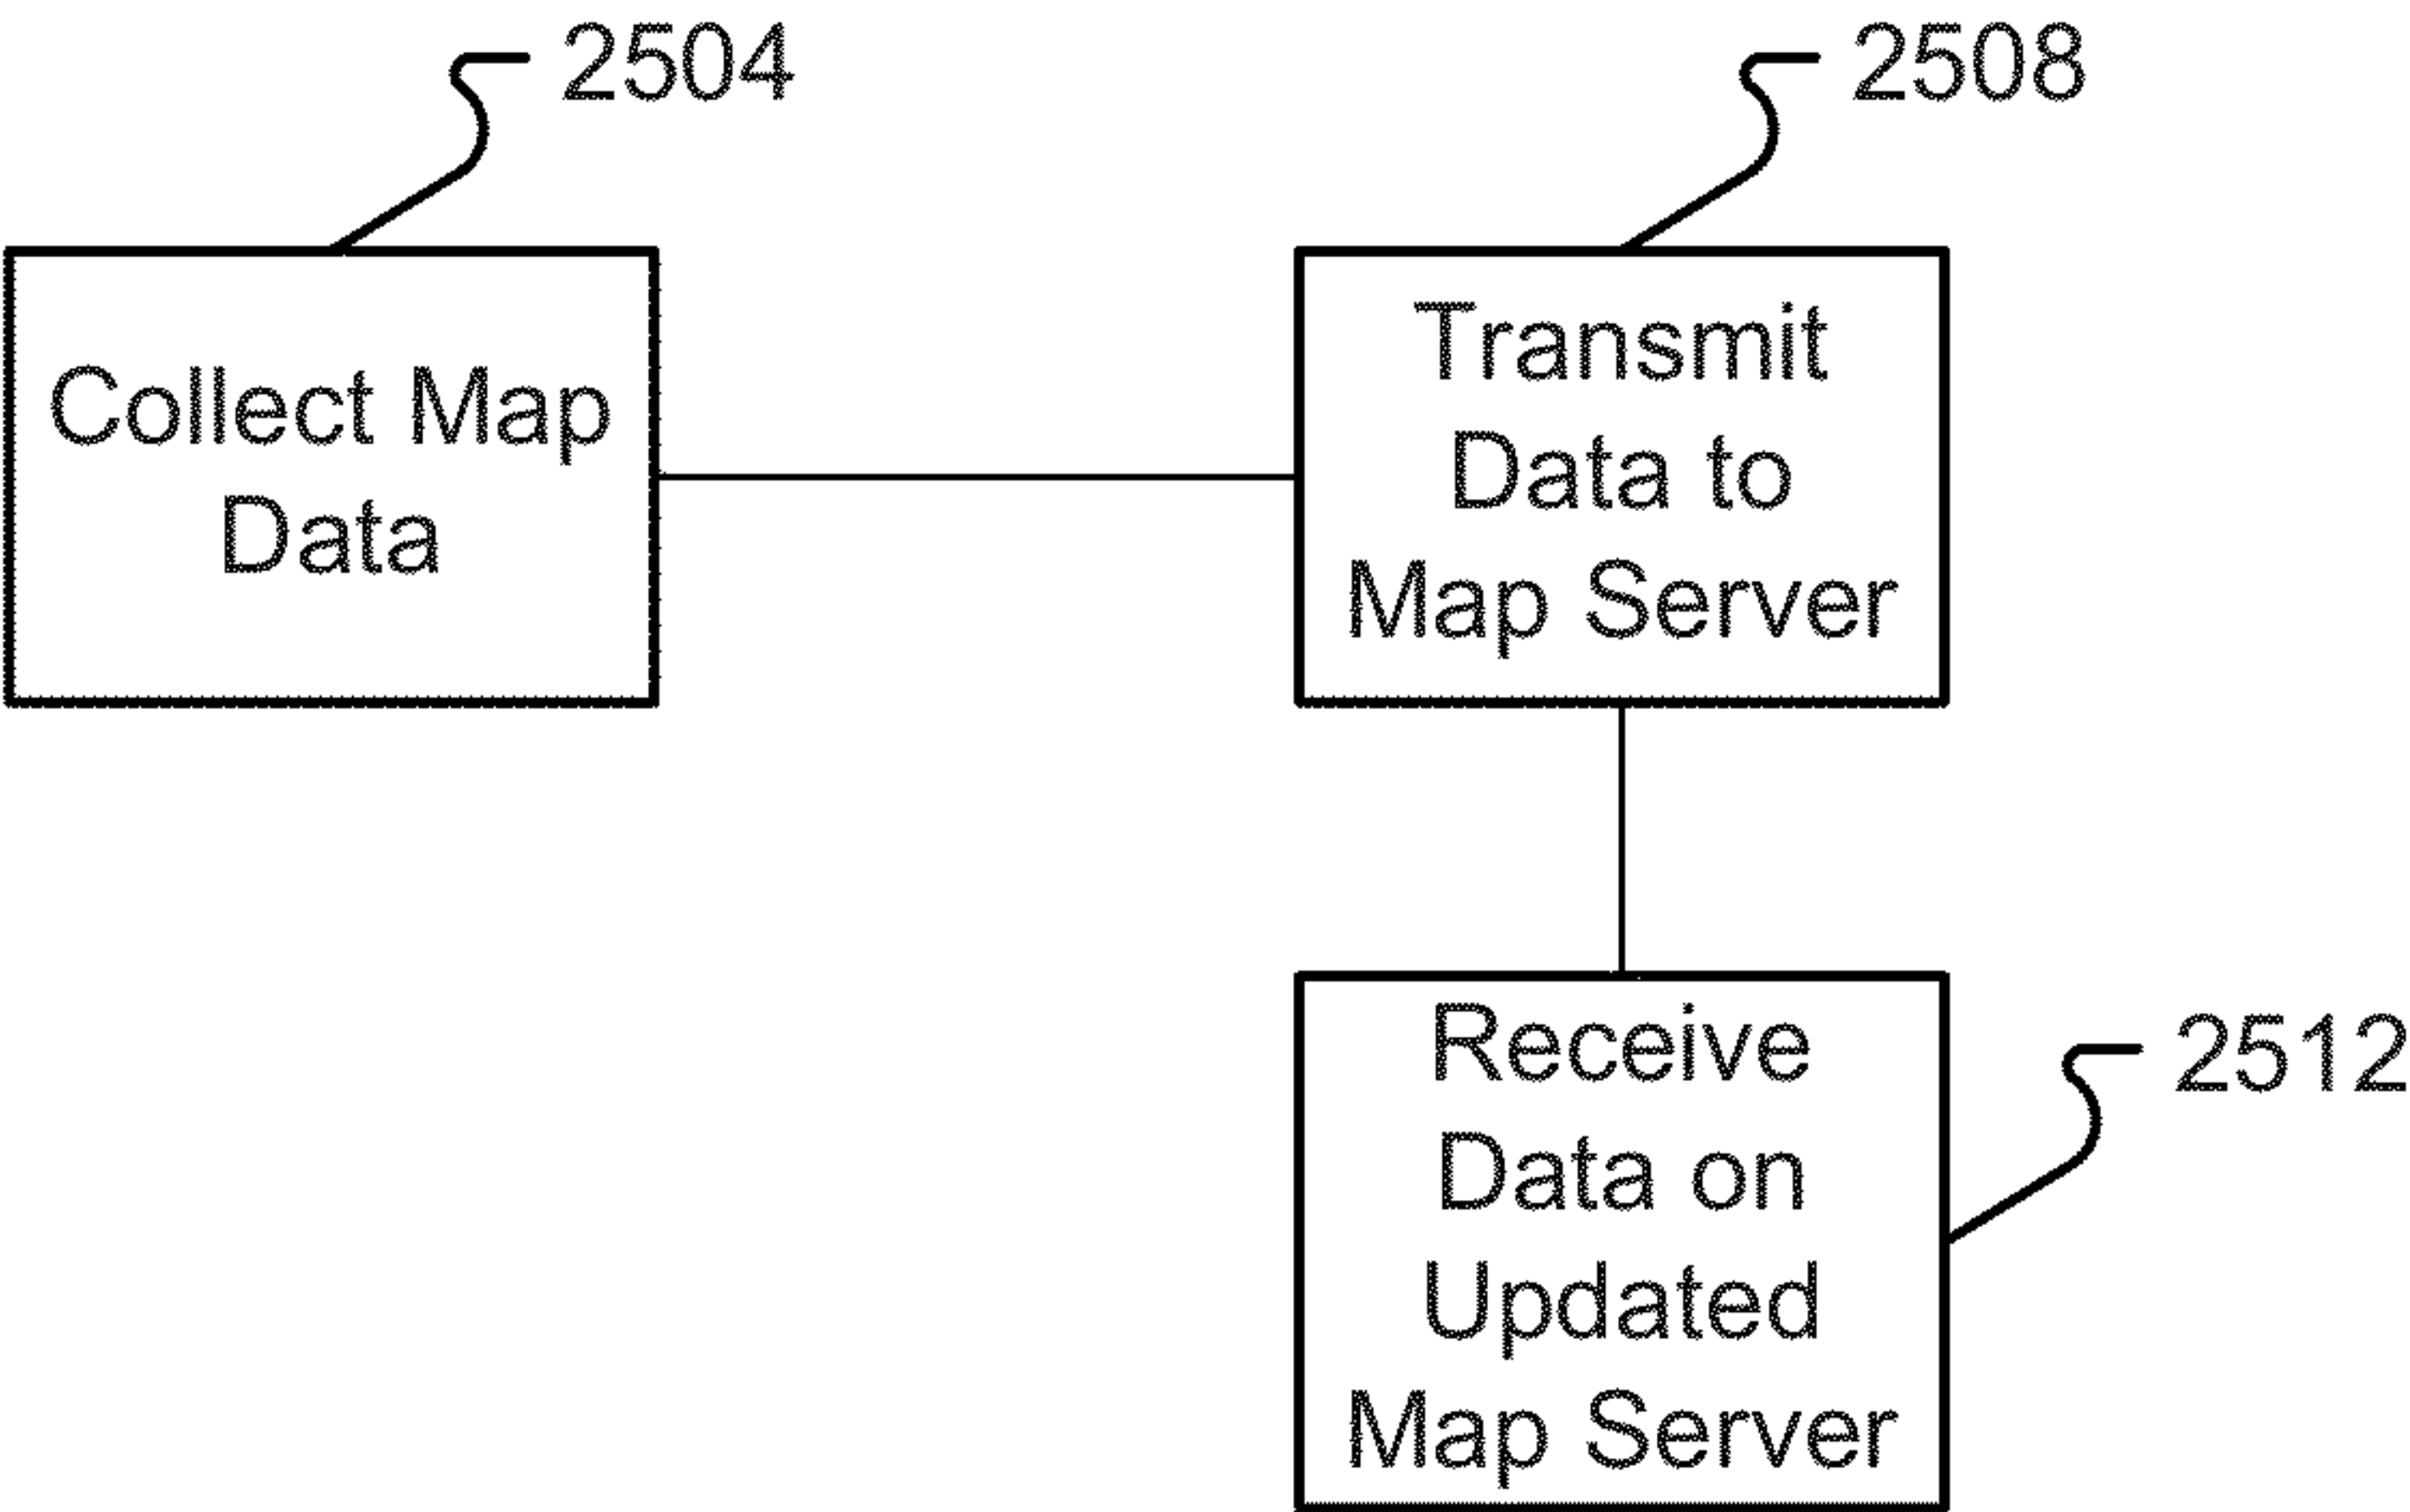 2504
2508
Collect Map
Data
Transmit
Data to
Map Server
Receive
Data on
Updated
Map Server
2512